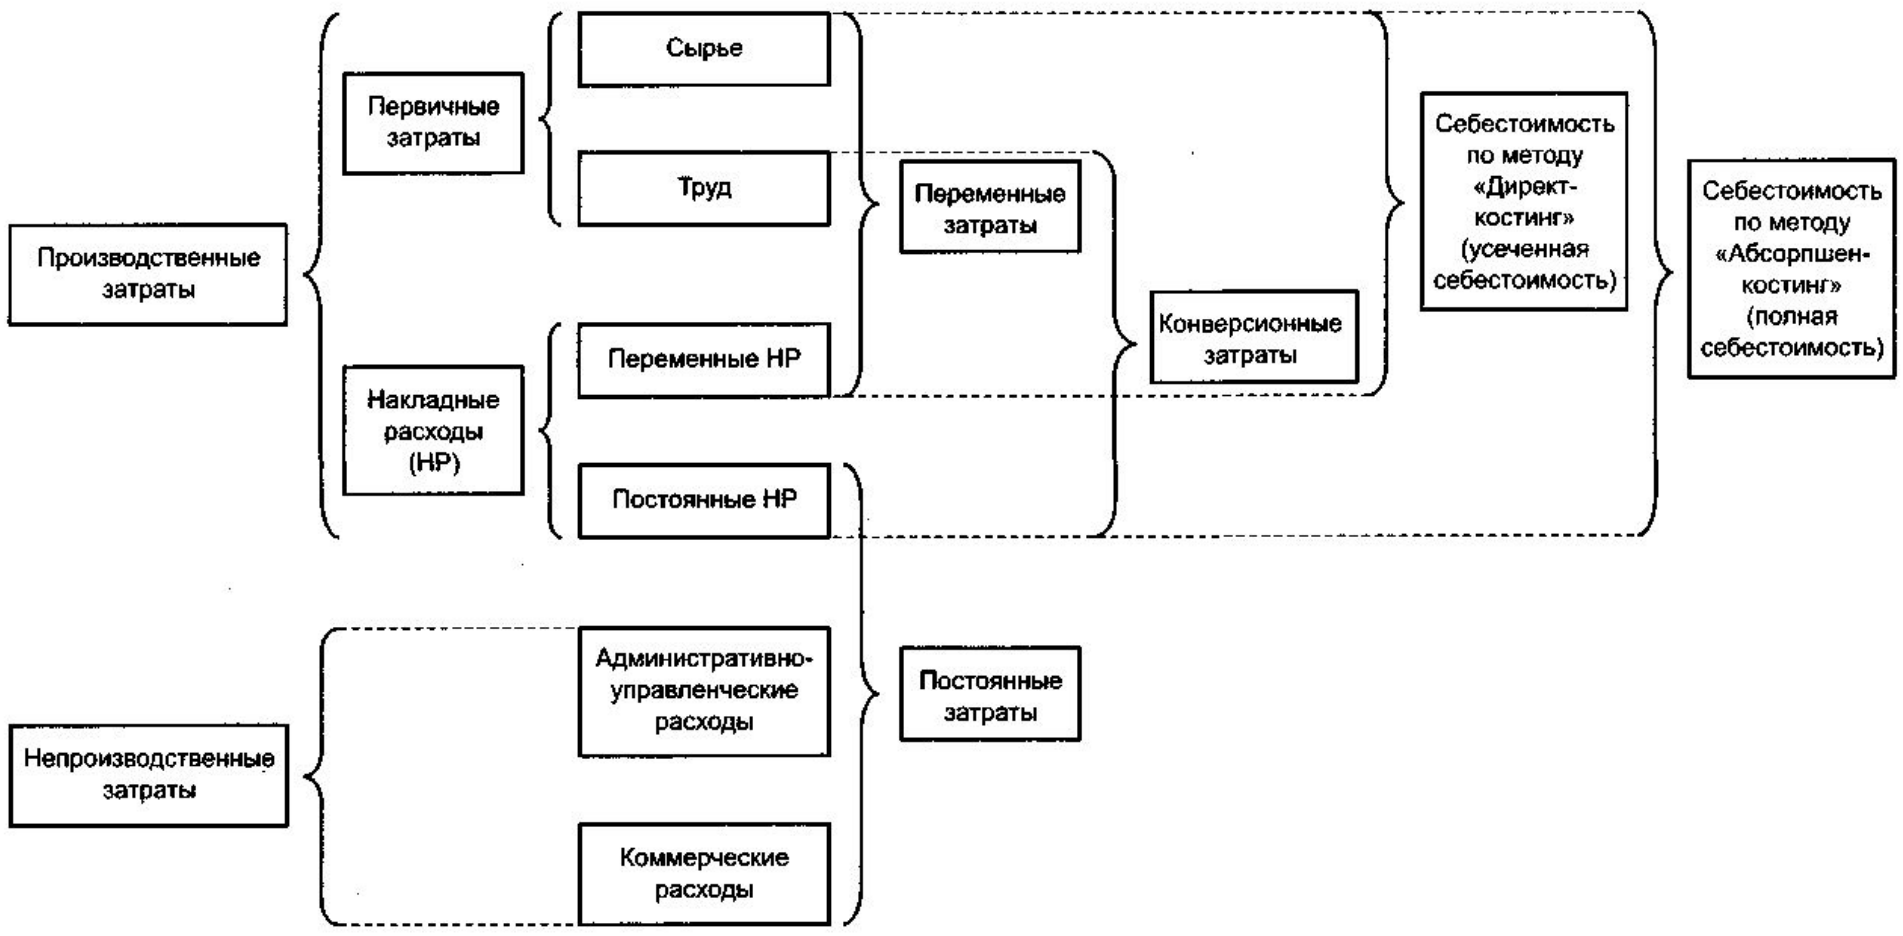 Производственные
затраты
Первичные
затраты
Накладные
расходы
(НР)
Сырье
Труд
Переменные НР
Постоянные НР
Переменные
затраты
Конверсионные
затраты
Себестоимость
по методу
«Директ-
костинг»
(усеченная
себестоимость)
Себестоимость
по методу
«Абсорпшен-
костинг»
(полная
себестоимость)
Непроизводственные
затраты
Административно-
управленческие
расходы
Коммерческие
расходы
Постоянные
затраты